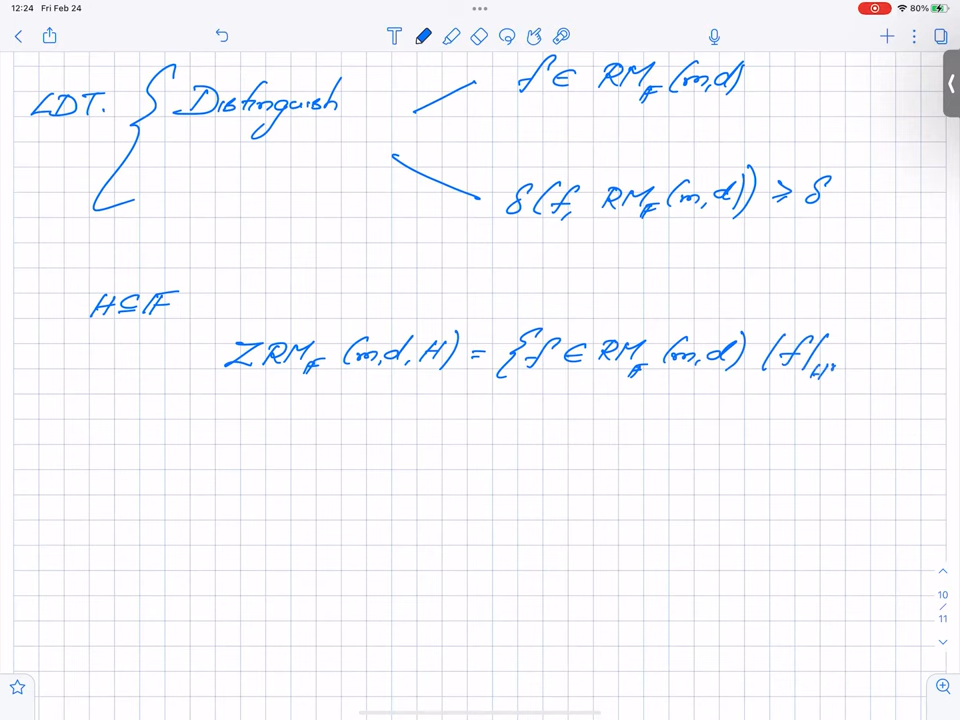 12:24 Fri Feb 24
80%
f ∈ RM_F (m,d)
LDT. { Distinguish
δ(f, RM_F (m,d)) ≥ δ
H ⊆ F
ZRM_F (m,d,H) = {f ∈ RM_F (m,d) | f|_H^m
10
/
11